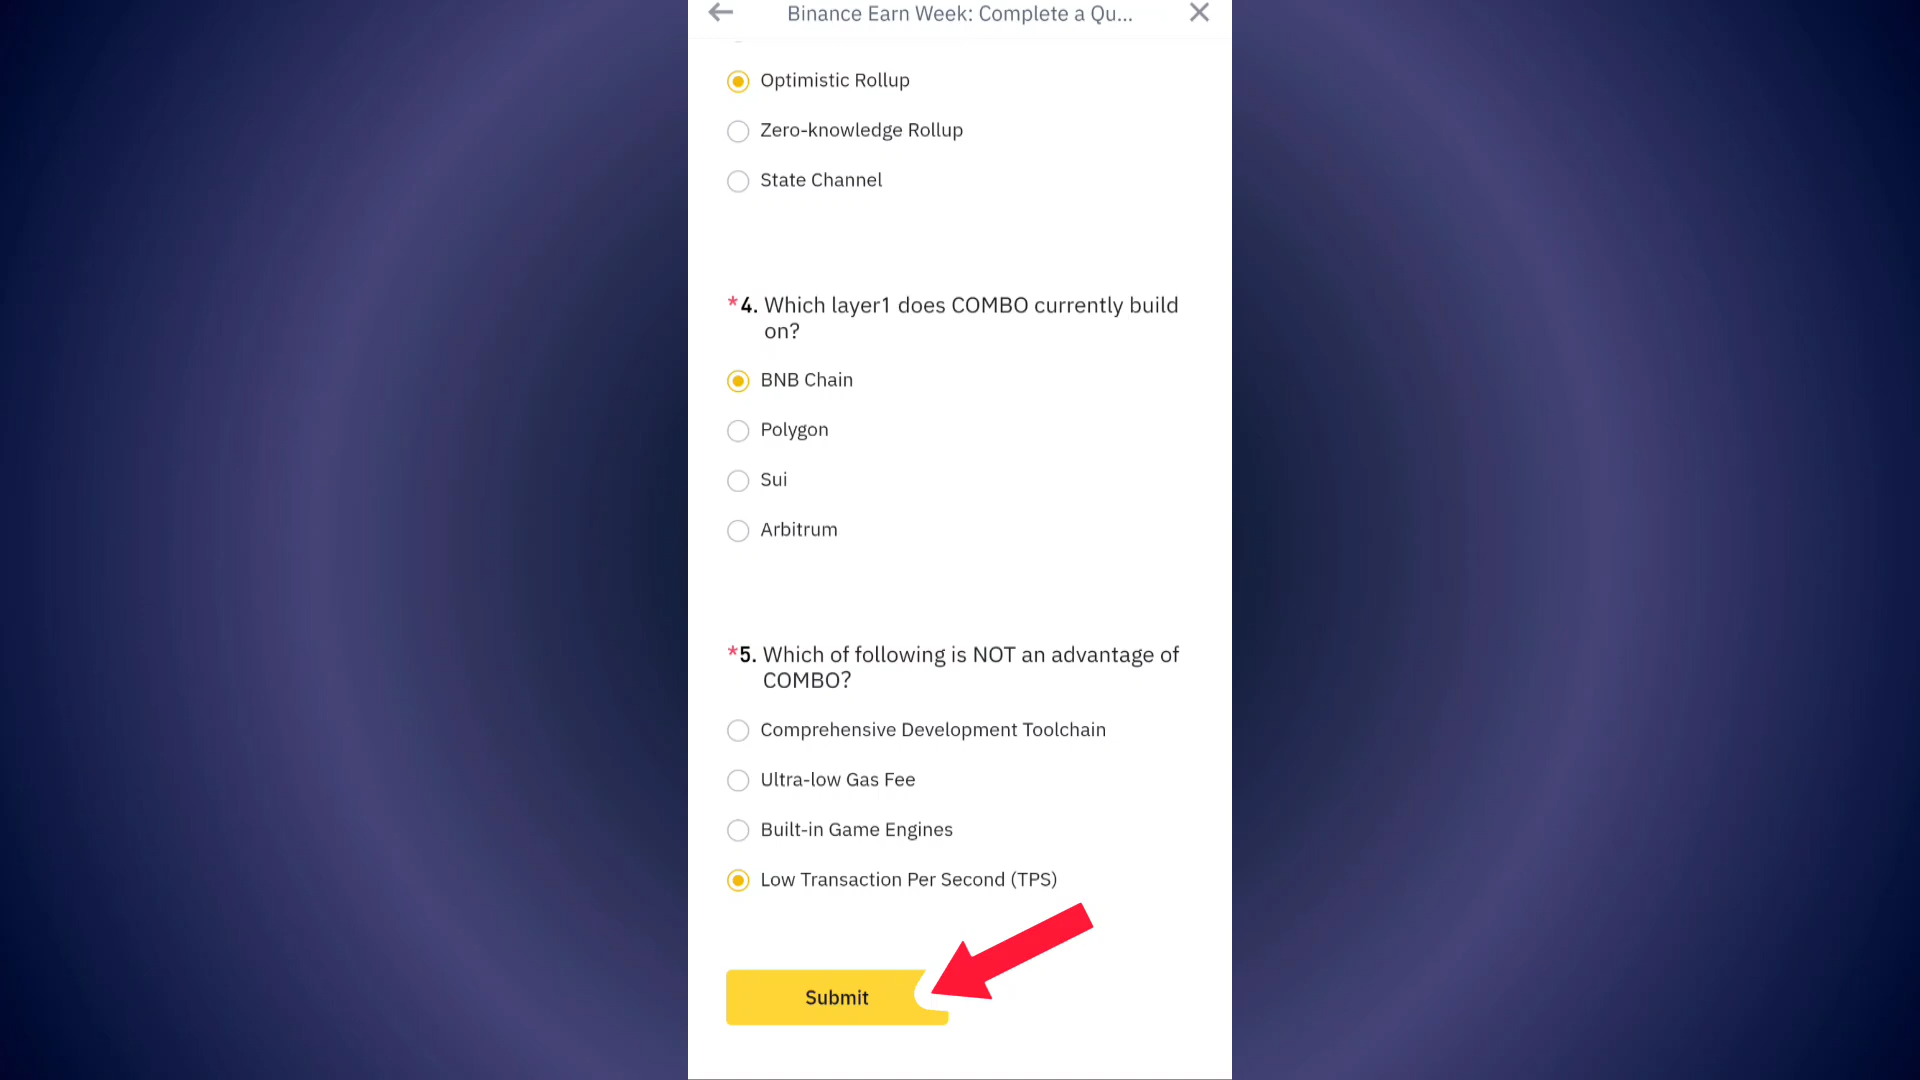 Binance Earn Week: Complete a Qu...
Optimistic Rollup
Zero-knowledge Rollup
State Channel
*4. Which layer1 does COMBO currently build
on?
BNB Chain
Polygon
Sui
Arbitrum
*5. Which of following is NOT an advantage of
COMBO?
Comprehensive Development Toolchain
Ultra-low Gas Fee
Built-in Game Engines
Low Transaction Per Second (TPS)
Submit